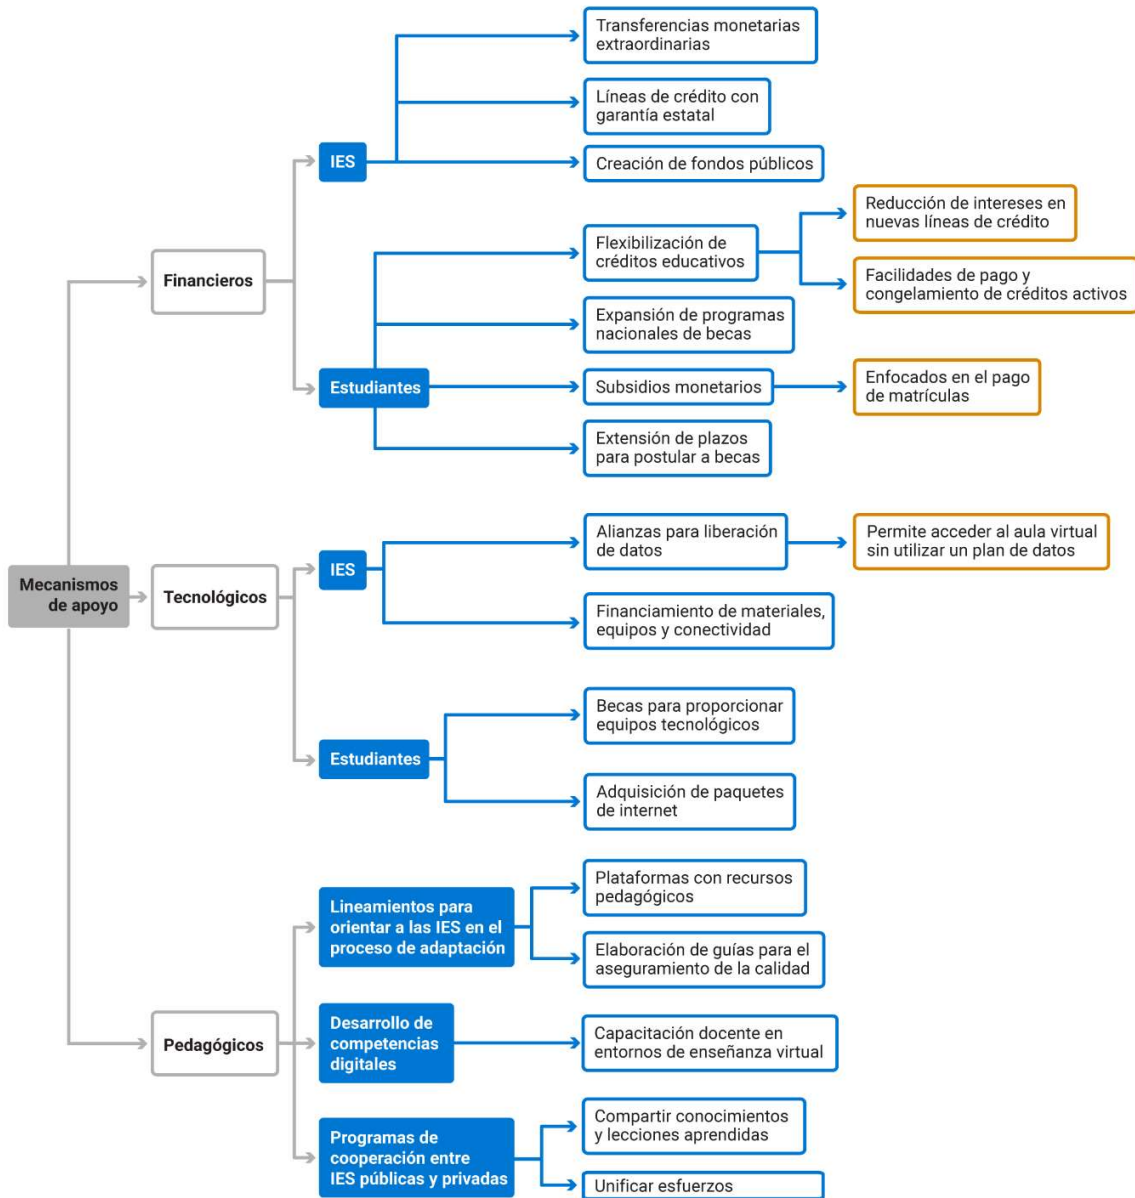 Mecanismos
de apoyo
Financieros
IES
Transferencias monetarias
extraordinarias
Líneas de crédito con
garantía estatal
Creación de fondos públicos
Estudiantes
Flexibilización de
créditos educativos
Reducción de intereses en
nuevas líneas de crédito
Facilidades de pago y
congelamiento de créditos activos
Expansión de programas
nacionales de becas
Subsidios monetarios
Enfocados en el pago
de matrículas
Extensión de plazos
para postular a becas
Tecnológicos
IES
Alianzas para liberación
de datos
Permite acceder al aula virtual
sin utilizar un plan de datos
Financiamiento de materiales,
equipos y conectividad
Estudiantes
Becas para proporcionar
equipos tecnológicos
Adquisición de paquetes
de internet
Pedagógicos
Lineamientos para
orientar a las IES en el
proceso de adaptación
Plataformas con recursos
pedagógicos
Elaboración de guías para el
aseguramiento de la calidad
Desarrollo de
competencias
digitales
Capacitación docente en
entornos de enseñanza virtual
Programas de
cooperación entre
IES públicas y privadas
Compartir conocimientos
y lecciones aprendidas
Unificar esfuerzos